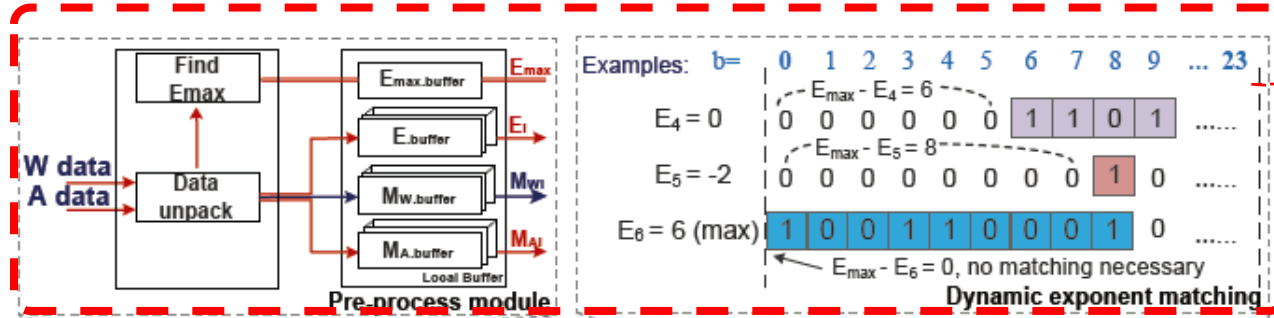 Find
Emax
Data
unpack
W data
A data
Emax.buffer
E.buffer
MW.buffer
MA.buffer
Looal Buffer
Emax
EI
MWI
MAI
Pre-process module
Examples: b= 0 1 2 3 4 5 6 7 8 9 ... 23
Emax - E4 = 6
E4 = 0 0 0 0 0 0 0 1 1 0 1 ......
Emax - E5 = 8
E5 = -2 0 0 0 0 0 0 0 0 1 0 ......
E6 = 6 (max) 1 0 0 1 1 0 0 0 1 0 ......
Emax - E6 = 0, no matching necessary
Dynamic exponent matching